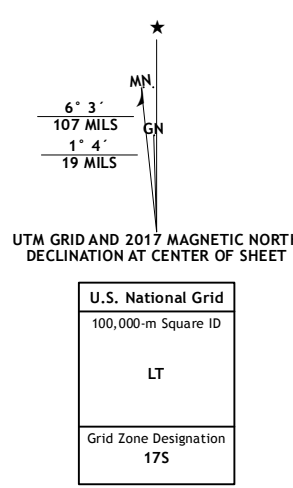 MN.
6° 3´
107 MILS
GN
1° 4´
19 MILS
UTM GRID AND 2017 MAGNETIC NORTH
DECLINATION AT CENTER OF SHEET
U.S. National Grid
100,000-m Square ID
LT
Grid Zone Designation
17S